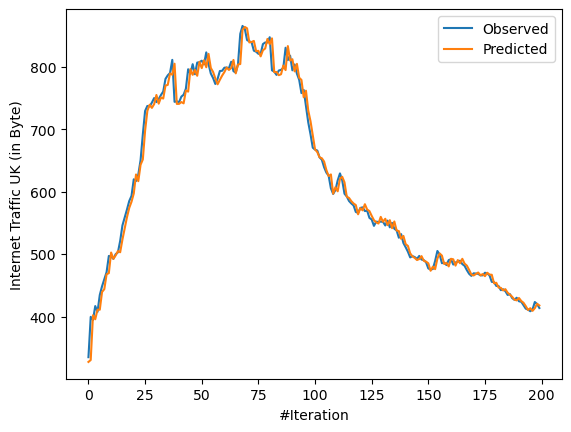 Observed
Predicted
Internet Traffic UK (in Byte)
800
700
600
500
400
0 25 50 75 100 125 150 175 200
#Iteration